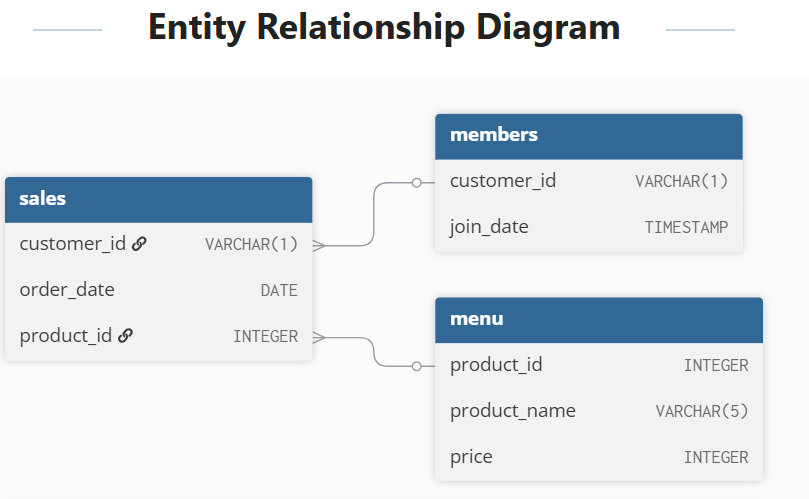 Entity Relationship Diagram
members
customer_id VARCHAR(1)
join_date TIMESTAMP
sales
customer_id VARCHAR(1)
order_date DATE
product_id INTEGER
menu
product_id INTEGER
product_name VARCHAR(5)
price INTEGER